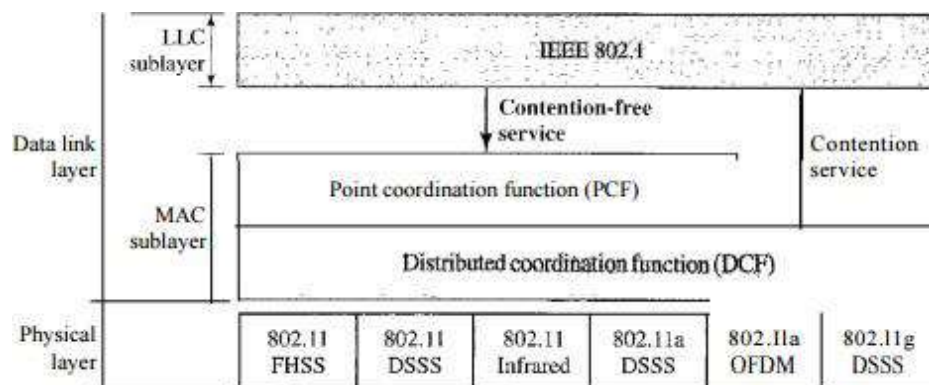 LLC
sublayer
IEEE 802.1
Contention-free
service
Data link
layer
Contention
service
Point coordination function (PCF)
MAC
sublayer
Distributed coordination function (DCF)
Physical
layer
802.11
FHSS
802.11
DSSS
802.11
Infrared
802.11a
DSSS
802.IIa
OFDM
802.I1g
DSSS